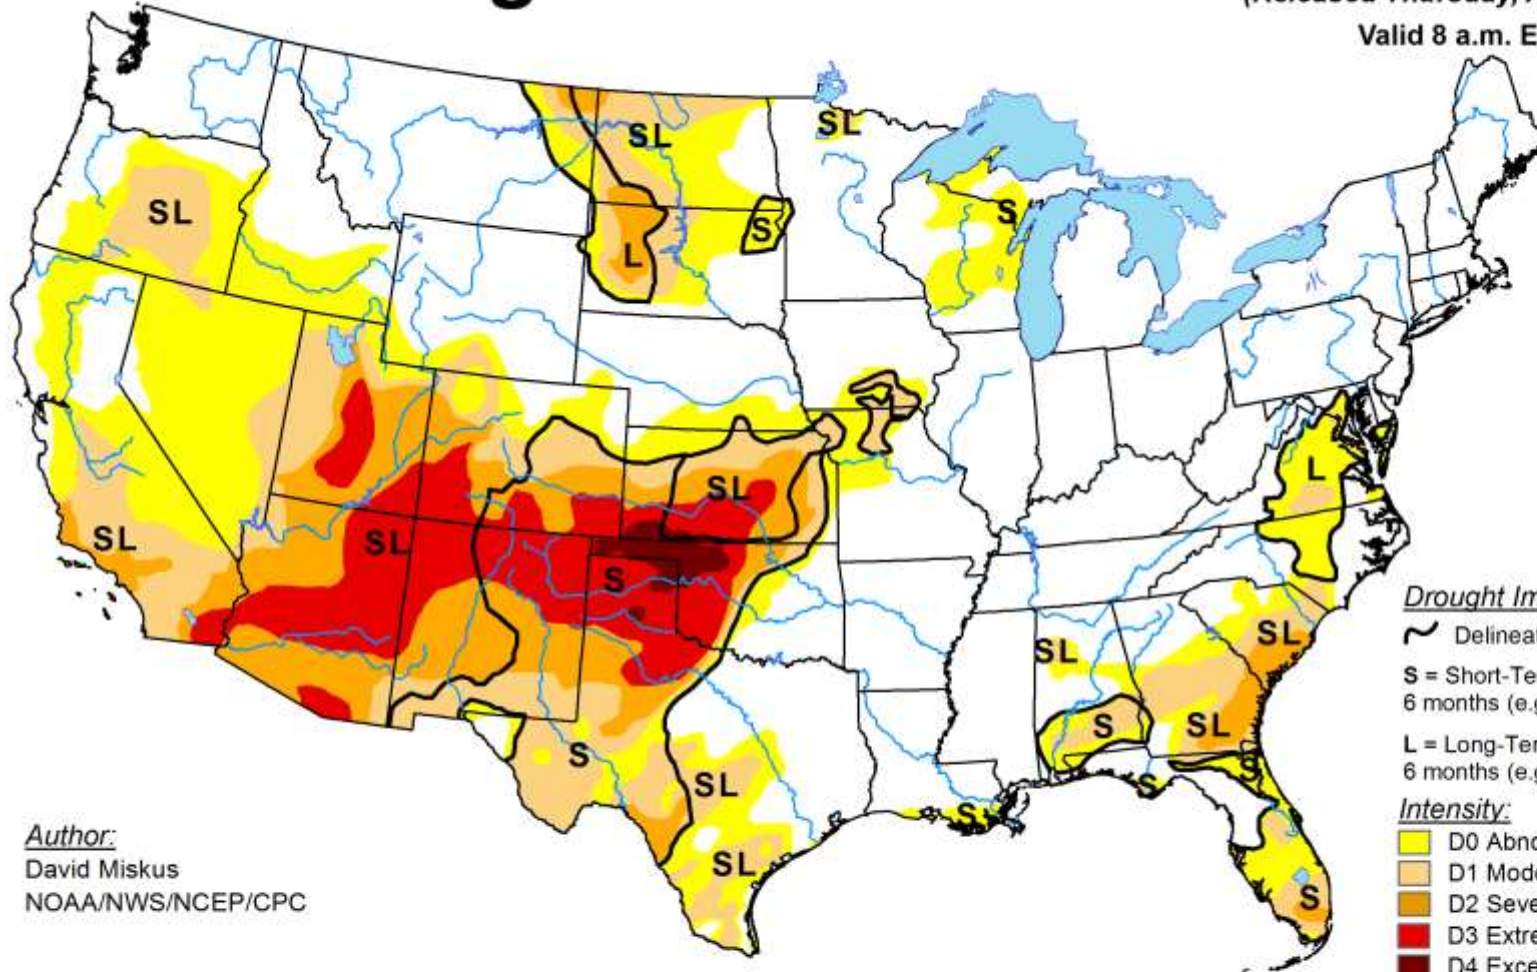 Valid 8 a.m. E
SL
SL
SL
S
S
L
SL
L
SL
SL
S
SL
SL
S
SL
S
SL
S
S
SL
S
SL
S
Drought Im
Delineat
S = Short-Te
6 months (e.g
L = Long-Ter
6 months (e.g
Intensity:
D0 Abno
D1 Mode
D2 Seve
D3 Extre
D4 Exce
Author:
David Miskus
NOAA/NWS/NCEP/CPC